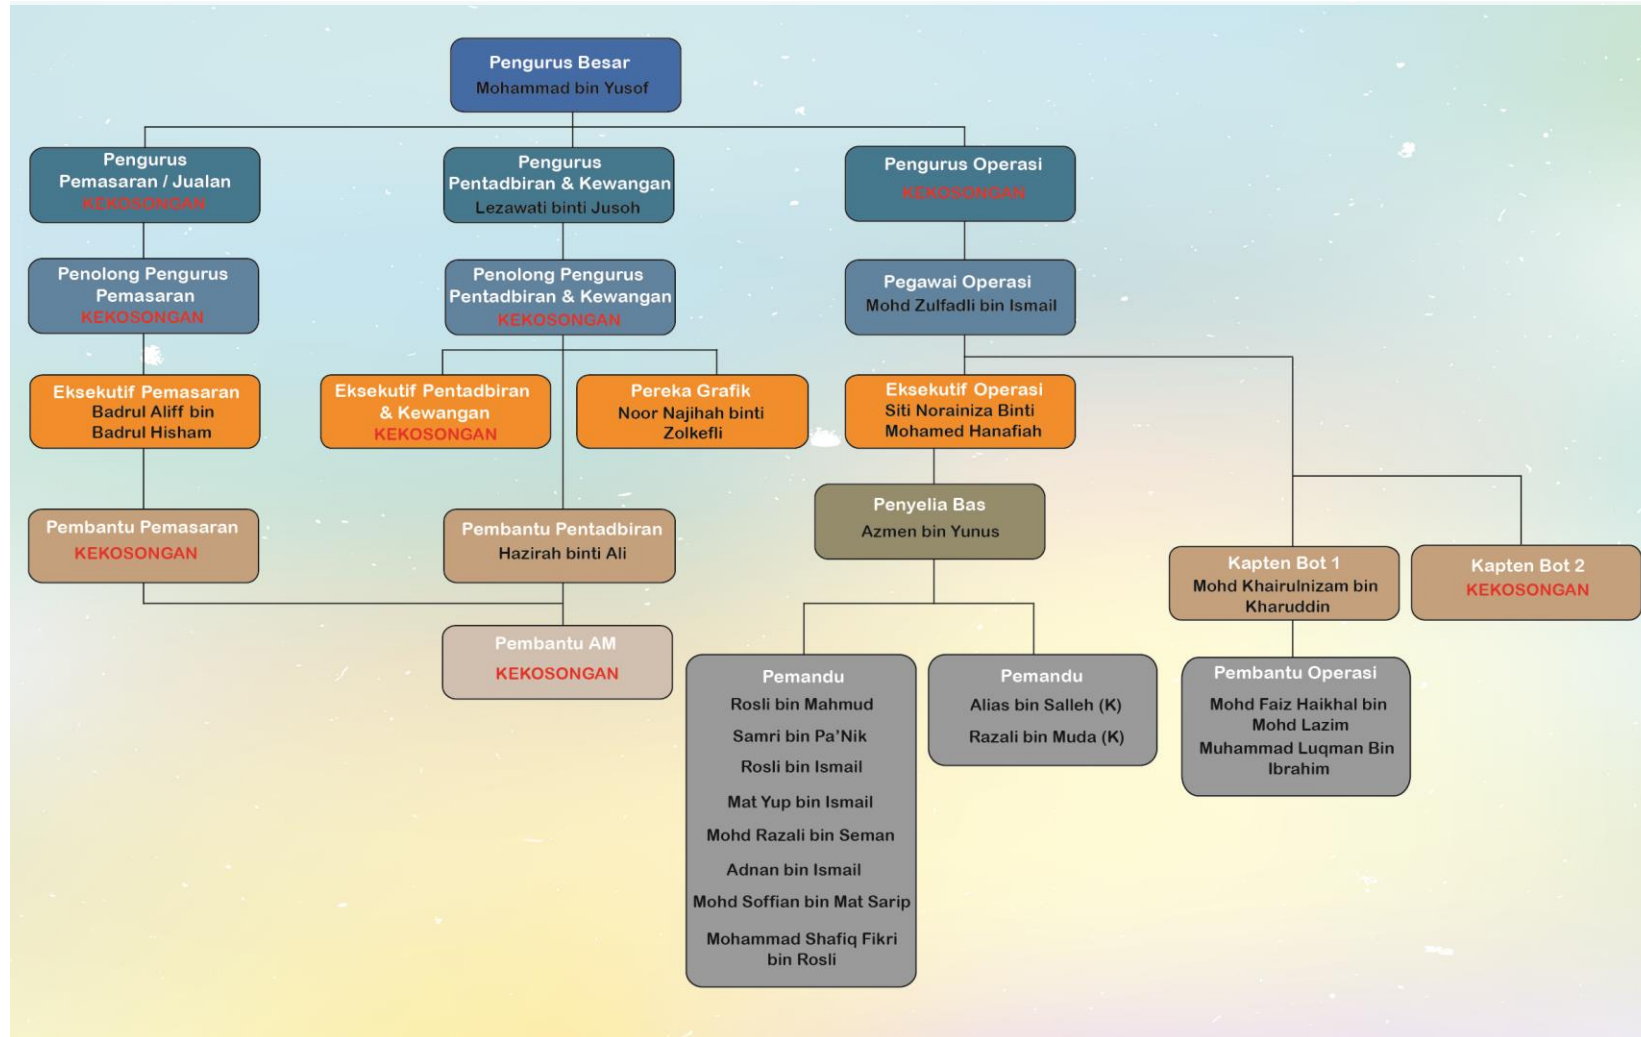 Pengurus Besar
Mohammad bin Yusof
Pengurus
Pemasaran / Jualan
KEKOSONGAN
Pengurus
Pentadbiran & Kewangan
Lezawati binti Jusoh
Pengurus Operasi
KEKOSONGAN
Penolong Pengurus
Pemasaran
KEKOSONGAN
Penolong Pengurus
Pentadbiran & Kewangan
KEKOSONGAN
Pegawai Operasi
Mohd Zulfadli bin Ismail
Eksekutif Pemasaran
Badrul Aliff bin
Badrul Hisham
Eksekutif Pentadbiran
& Kewangan
KEKOSONGAN
Pereka Grafik
Noor Najihah binti
Zolkefli
Eksekutif Operasi
Siti Norainiza Binti
Mohamed Hanafiah
Pembantu Pemasaran
KEKOSONGAN
Pembantu Pentadbiran
Hazirah binti Ali
Penyelia Bas
Azmen bin Yunus
Kapten Bot 1
Mohd Khairulnizam bin
Kharuddin
Kapten Bot 2
KEKOSONGAN
Pembantu AM
KEKOSONGAN
Pemandu
Rosli bin Mahmud
Samri bin Pa'Nik
Rosli bin Ismail
Mat Yup bin Ismail
Mohd Razali bin Seman
Adnan bin Ismail
Mohd Soffian bin Mat Sarip
Mohammad Shafiq Fikri
bin Rosli
Pemandu
Alias bin Salleh (K)
Razali bin Muda (K)
Pembantu Operasi
Mohd Faiz Haikhal bin
Mohd Lazim
Muhammad Luqman Bin
Ibrahim